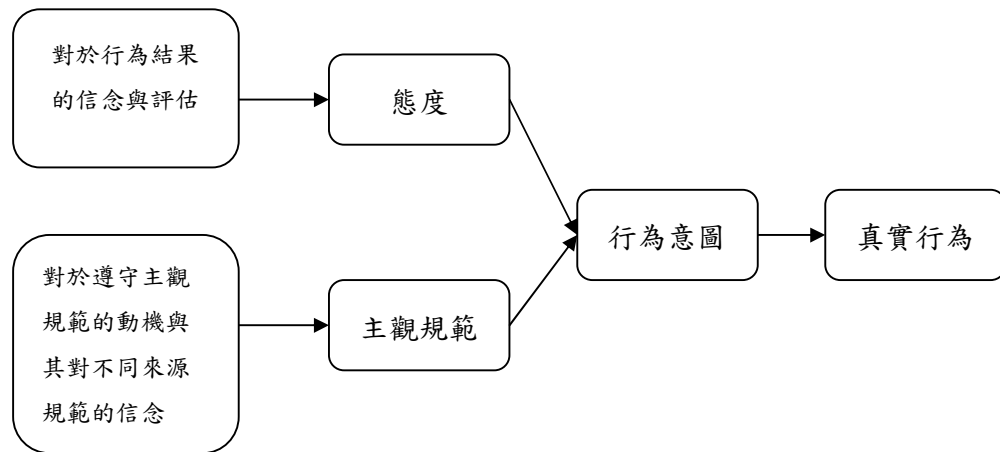 對於行為結果
的信念與評估
態度
行為意圖
真實行為
對於遵守主觀
規範的動機與
其對不同來源
規範的信念
主觀規範